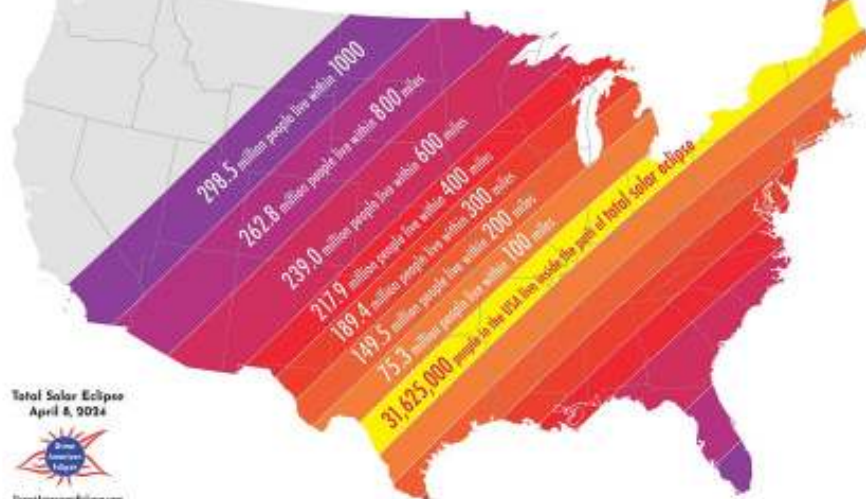 298.5 million people live within 1000
262.8 million people live within 800 miles
239.0 million people live within 600 miles
217.9 million people live within 400 miles
189.4 million people live within 300 miles
149.5 million people live within 200 miles
75.3 million people live within 100 miles
31,625,000 people in the USA live inside the path of total solar eclipse
Total Solar Eclipse
April 8, 2024
Great
American
Eclipse